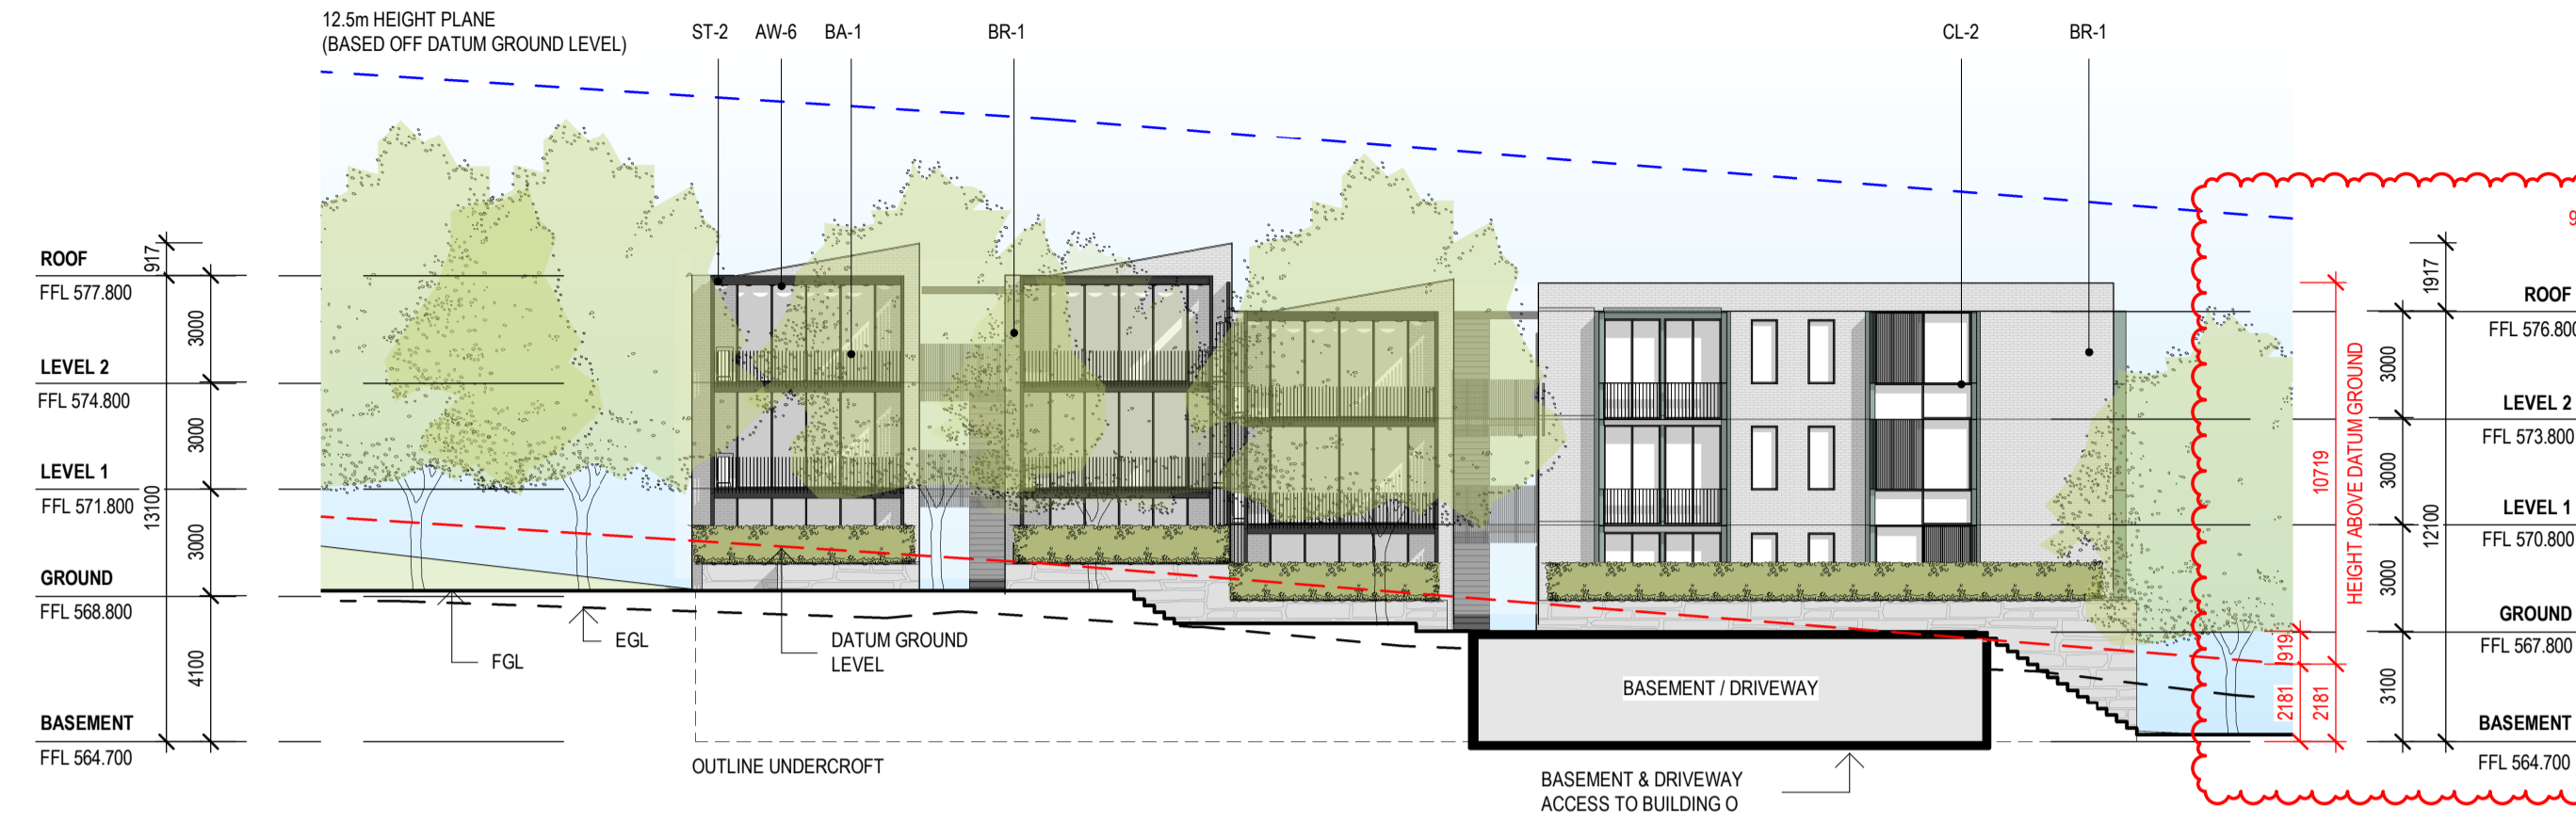 12.5m HEIGHT PLANE
(BASED OFF DATUM GROUND LEVEL)
ST-2
AW-6
BA-1
BR-1
CL-2
BR-1
9
ROOF
FFL 577.800
LEVEL 2
FFL 574.800
LEVEL 1
FFL 571.800
GROUND
FFL 568.800
BASEMENT
FFL 564.700
917
13100
3000
3000
3000
4100
FGL
EGL
DATUM GROUND
LEVEL
OUTLINE UNDERCROFT
BASEMENT / DRIVEWAY
BASEMENT & DRIVEWAY
ACCESS TO BUILDING O
10719
HEIGHT ABOVE DATUM GROUND
919
2181
2181
1917
12100
3000
3000
3000
3100
ROOF
FFL 576.800
LEVEL 2
FFL 573.800
LEVEL 1
FFL 570.800
GROUND
FFL 567.800
BASEMENT
FFL 564.700